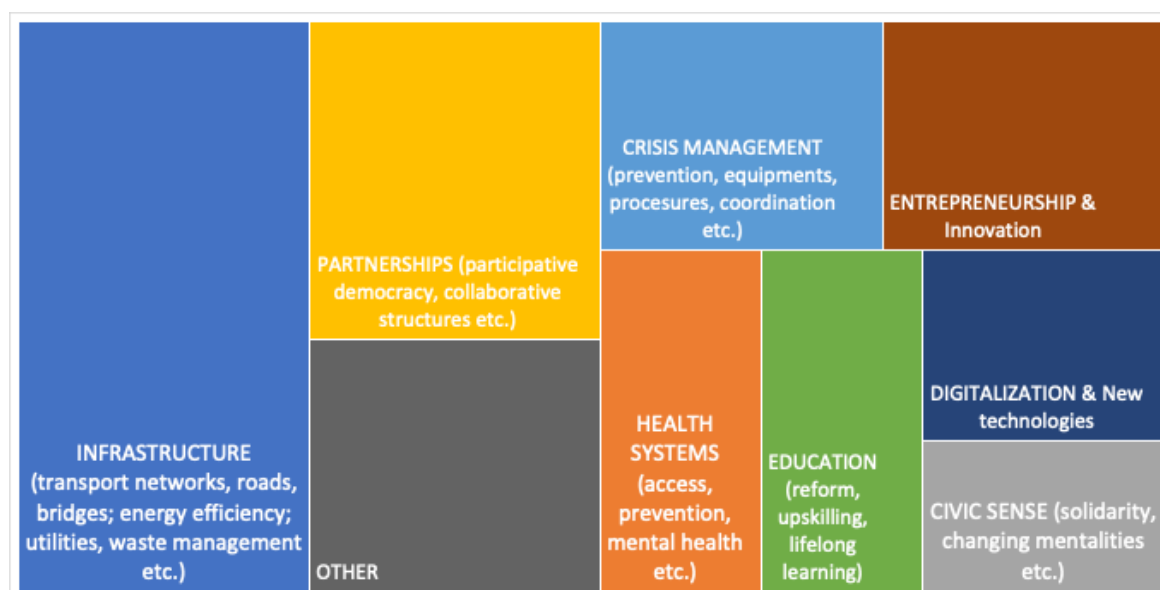 INFRASTRUCTURE
(transport networks, roads,
bridges; energy efficiency;
utilities, waste management
etc.)
PARTNERSHIPS (participative
democracy, collaborative
structures etc.)
OTHER
CRISIS MANAGEMENT
(prevention, equipments,
procesures, coordination
etc.)
ENTREPRENEURSHIP &
Innovation
HEALTH
SYSTEMS
(access,
prevention,
mental health
etc.)
EDUCATION
(reform,
upskilling,
lifelong
learning)
DIGITALIZATION & New
technologies
CIVIC SENSE (solidarity,
changing mentalities
etc.)